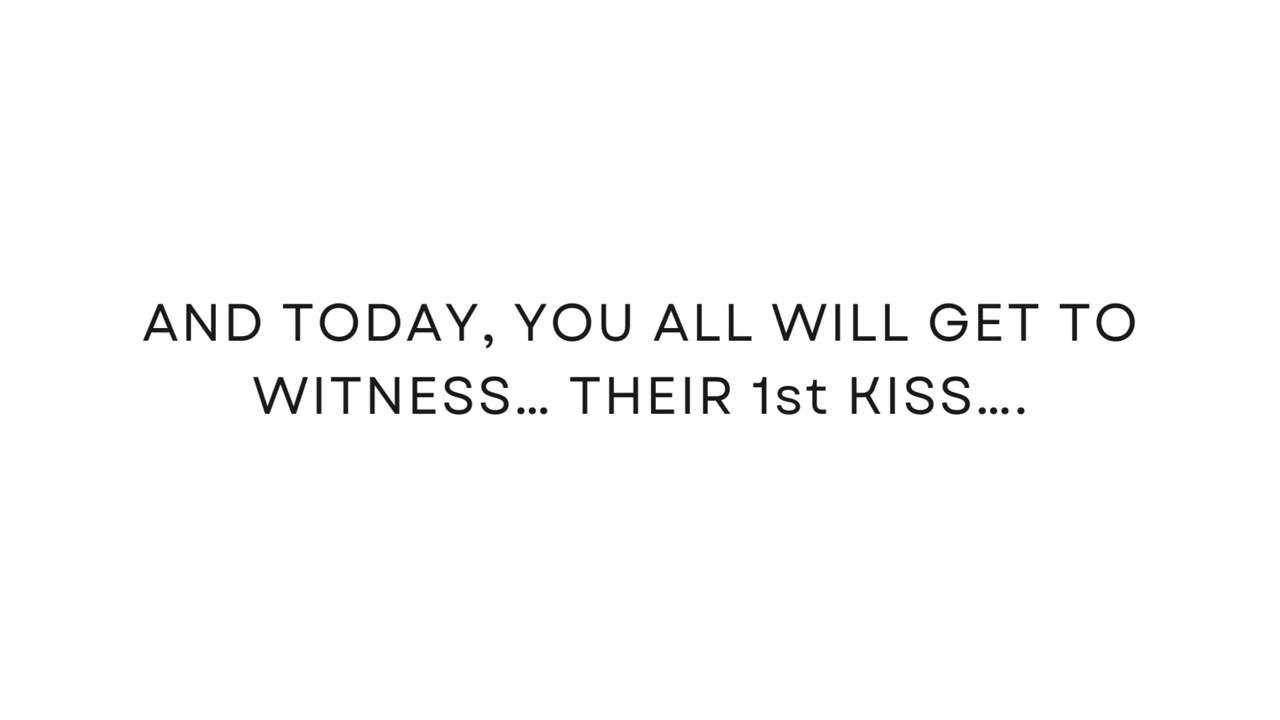 AND TODAY, YOU ALL WILL GET TO
WITNESS… THEIR 1st KISS….